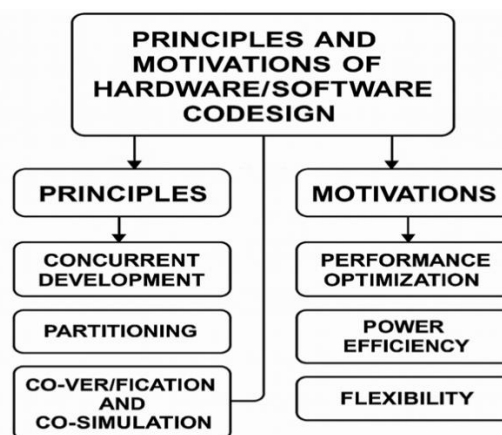 PRINCIPLES AND
MOTIVATIONS OF
HARDWARE/SOFTWARE
CODESIGN
PRINCIPLES
CONCURRENT
DEVELOPMENT
PARTITIONING
CO-VER/FICATION
AND
CO-SIMULATION
MOTIVATIONS
PERFORMANCE
OPTIMIZATION
POWER
EFFICIENCY
FLEXIBILITY